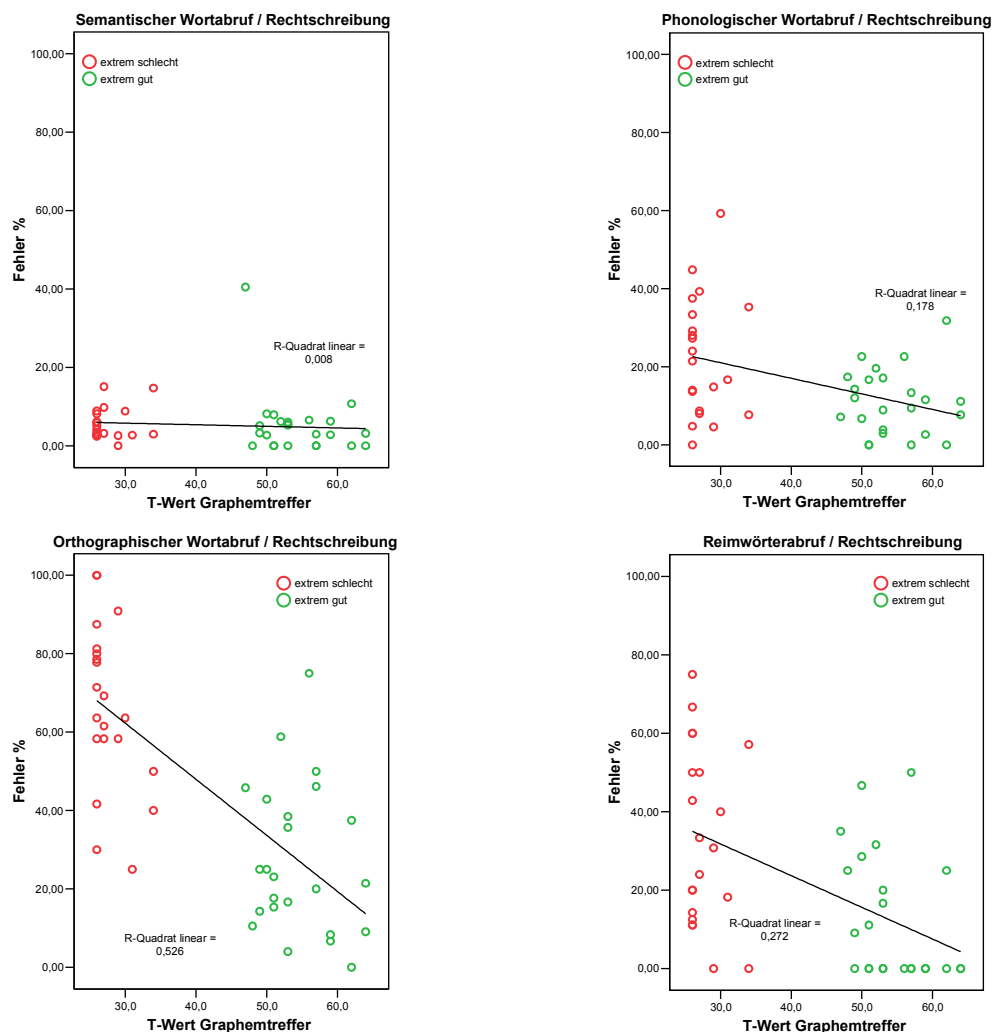 Semantischer Wortabruf / Rechtschreibung
100,00
80,00
60,00
40,00
20,00
0,00
Fehler %
extrem schlecht
extrem gut
R-Quadrat linear =
0,008
30,0 40,0 50,0 60,0
T-Wert Graphemtreffer
Phonologischer Wortabruf / Rechtschreibung
100,00
80,00
60,00
40,00
20,00
0,00
Fehler %
extrem schlecht
extrem gut
R-Quadrat linear =
0,178
30,0 40,0 50,0 60,0
T-Wert Graphemtreffer
Orthographischer Wortabruf / Rechtschreibung
100,00
80,00
60,00
40,00
20,00
0,00
Fehler %
extrem schlecht
extrem gut
R-Quadrat linear =
0,526
30,0 40,0 50,0 60,0
T-Wert Graphemtreffer
Reimwörterabruf / Rechtschreibung
100,00
80,00
60,00
40,00
20,00
0,00
Fehler %
extrem schlecht
extrem gut
R-Quadrat linear =
0,272
30,0 40,0 50,0 60,0
T-Wert Graphemtreffer